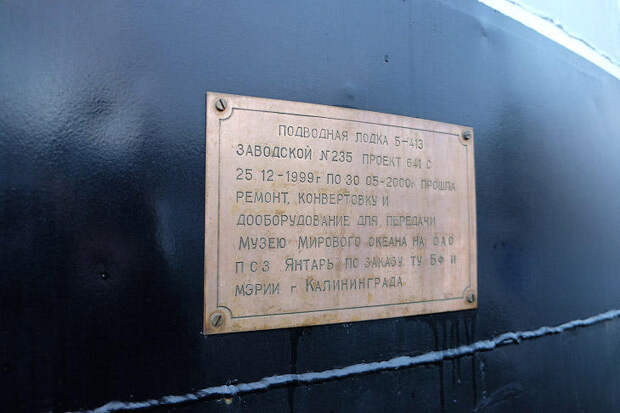 ПОДВОДНАЯ ЛОДКА Б-413
ЗАВОДСКОЙ №235 ПРОЕКТ 641 С
25.12-1999г ПО 30 05-2000г ПРОШЛА
РЕМОНТ, КОНВЕРТОВКУ И
ДООБОРУДОВАНИЕ ДЛЯ ПЕРЕДАЧИ
МУЗЕЮ МИРОВОГО ОКЕАНА НА ОАО
ПСЗ ЯНТАРЬ ПО ЗАКАЗУ ТУ БФ И
МЭРИИ г КАЛИНИНГРАДА